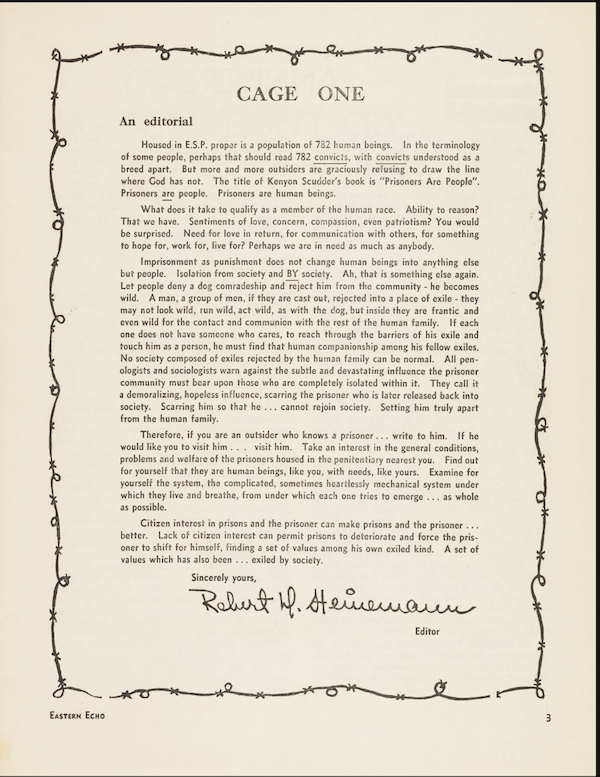 CAGE ONE
An editorial
Housed in E.S.P. proper is a population of 782 human beings. In the terminology
of some people, perhaps that should read 782 convicts, with convicts understood as a
breed apart. But more and more outsiders are graciously refusing to draw the line
where God has not. The title of Kenyon Scudder's book is "Prisoners Are People".
Prisoners are people. Prisoners are human beings.
What does it take to qualify as a member of the human race. Ability to reason?
That we have. Sentiments of love, concern, compassion, even patriotism? You would
be surprised. Need for love in return, for communication with others, for something
to hope for, work for, live for? Perhaps we are in need as much as anybody.
Imprisonment as punishment does not change human beings into anything else
but people. Isolation from society and BY society. Ah, that is something else again.
Let people deny a dog comradeship and reject him from the community - he becomes
wild. A man, a group of men, if they are cast out, rejected into a place of exile - they
may not look wild, run wild, act wild, as with the dog, but inside they are frantic and
even wild for the contact and communion with the rest of the human family. If each
one does not have someone who cares, to reach through the barriers of his exile and
touch him as a person, he must find that human companionship among his fellow exiles.
No society composed of exiles rejected by the human family can be normal. All pen-
ologists and sociologists warn against the subtle and devastating influence the prisoner
community must bear upon those who are completely isolated within it. They call it
a demoralizing, hopeless influence, scarring the prisoner who is later released back into
society. Scarring him so that he ... cannot rejoin society. Setting him truly apart
from the human family.
Therefore, if you are an outsider who knows a prisoner ... write to him. If he
would like you to visit him . . . visit him. Take an interest in the general conditions,
problems and welfare of the prisoners housed in the penitentiary nearest you. Find out
for yourself that they are human beings, like you, with needs, like yours. Examine for
yourself the system, the complicated, sometimes heartlessly mechanical system under
which they live and breathe, from under which each one tries to emerge ... as whole
as possible.
Citizen interest in prisons and the prisoner can make prisons and the prisoner ...
better. Lack of citizen interest can permit prisons to deteriorate and force the pris-
oner to shift for himself, finding a set of values among his own exiled kind. A set of
values which has also been ... exiled by society.
Sincerely yours,
Robert W. Heinemann
Editor
EASTERN ECHO
3